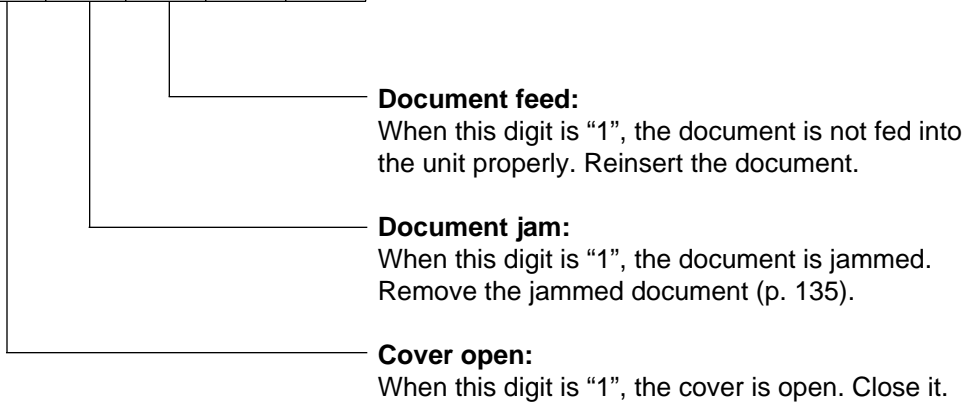 Document feed:
When this digit is “1”, the document is not fed into
the unit properly. Reinsert the document.
Document jam:
When this digit is “1”, the document is jammed.
Remove the jammed document (p. 135).
Cover open:
When this digit is “1”, the cover is open. Close it.